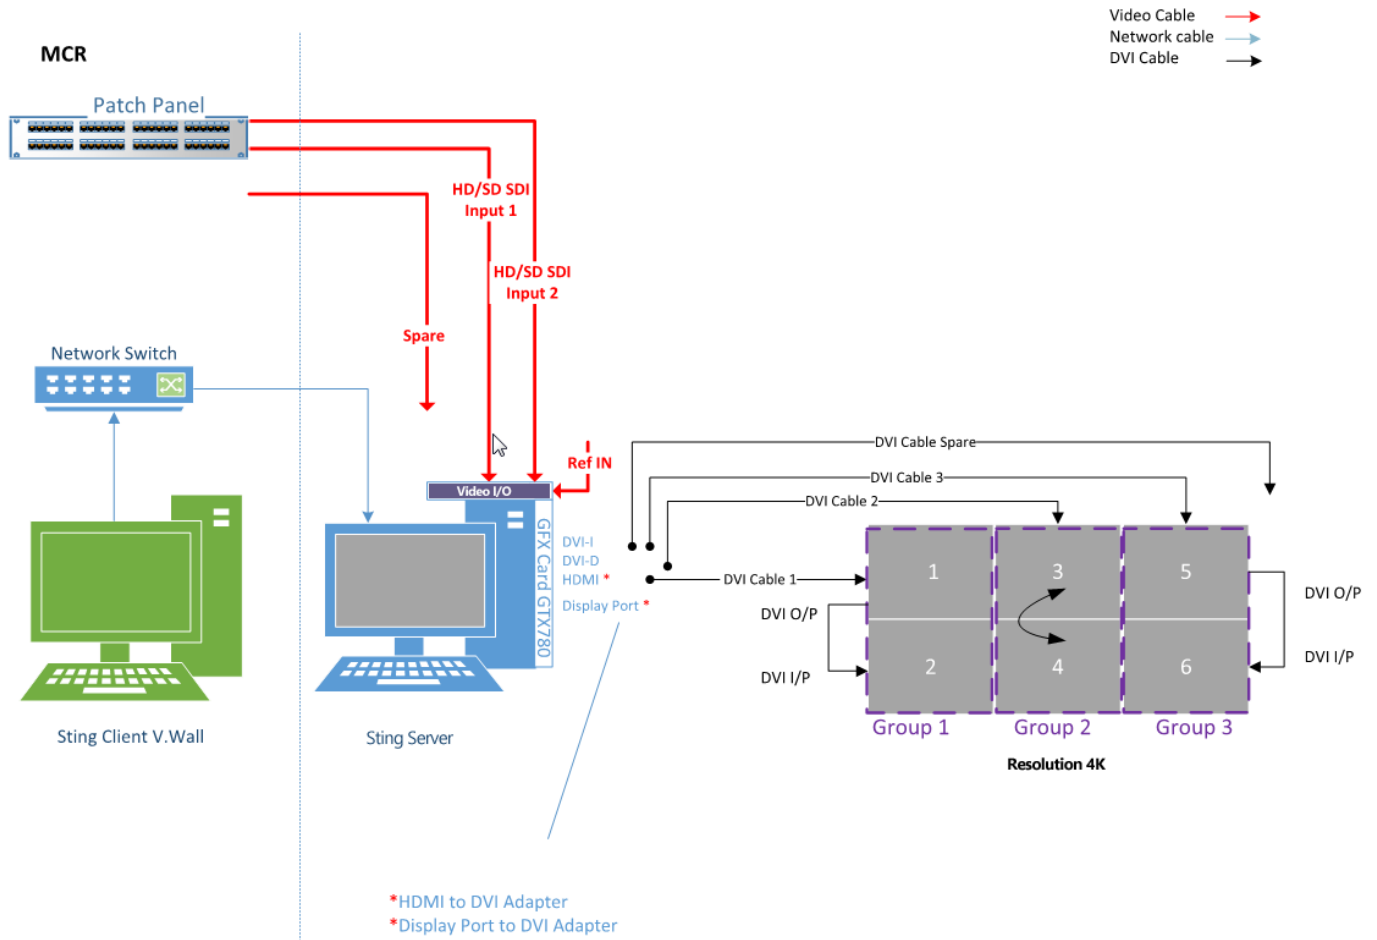 Video Cable
Network cable
DVI Cable
MCR
Patch Panel
HD/SD SDI
Input 1
HD/SD SDI
Input 2
Spare
Network Switch
Ref IN
Video I/O
GFX Card GTX780
DVI-I
DVI-D
HDMI *
Display Port *
DVI Cable Spare
DVI Cable 3
DVI Cable 2
DVI Cable 1
1
3
5
DVI O/P
DVI O/P
2
4
6
DVI I/P
DVI I/P
Group 1
Group 2
Group 3
Resolution 4K
Sting Client V.Wall
Sting Server
*HDMI to DVI Adapter
*Display Port to DVI Adapter